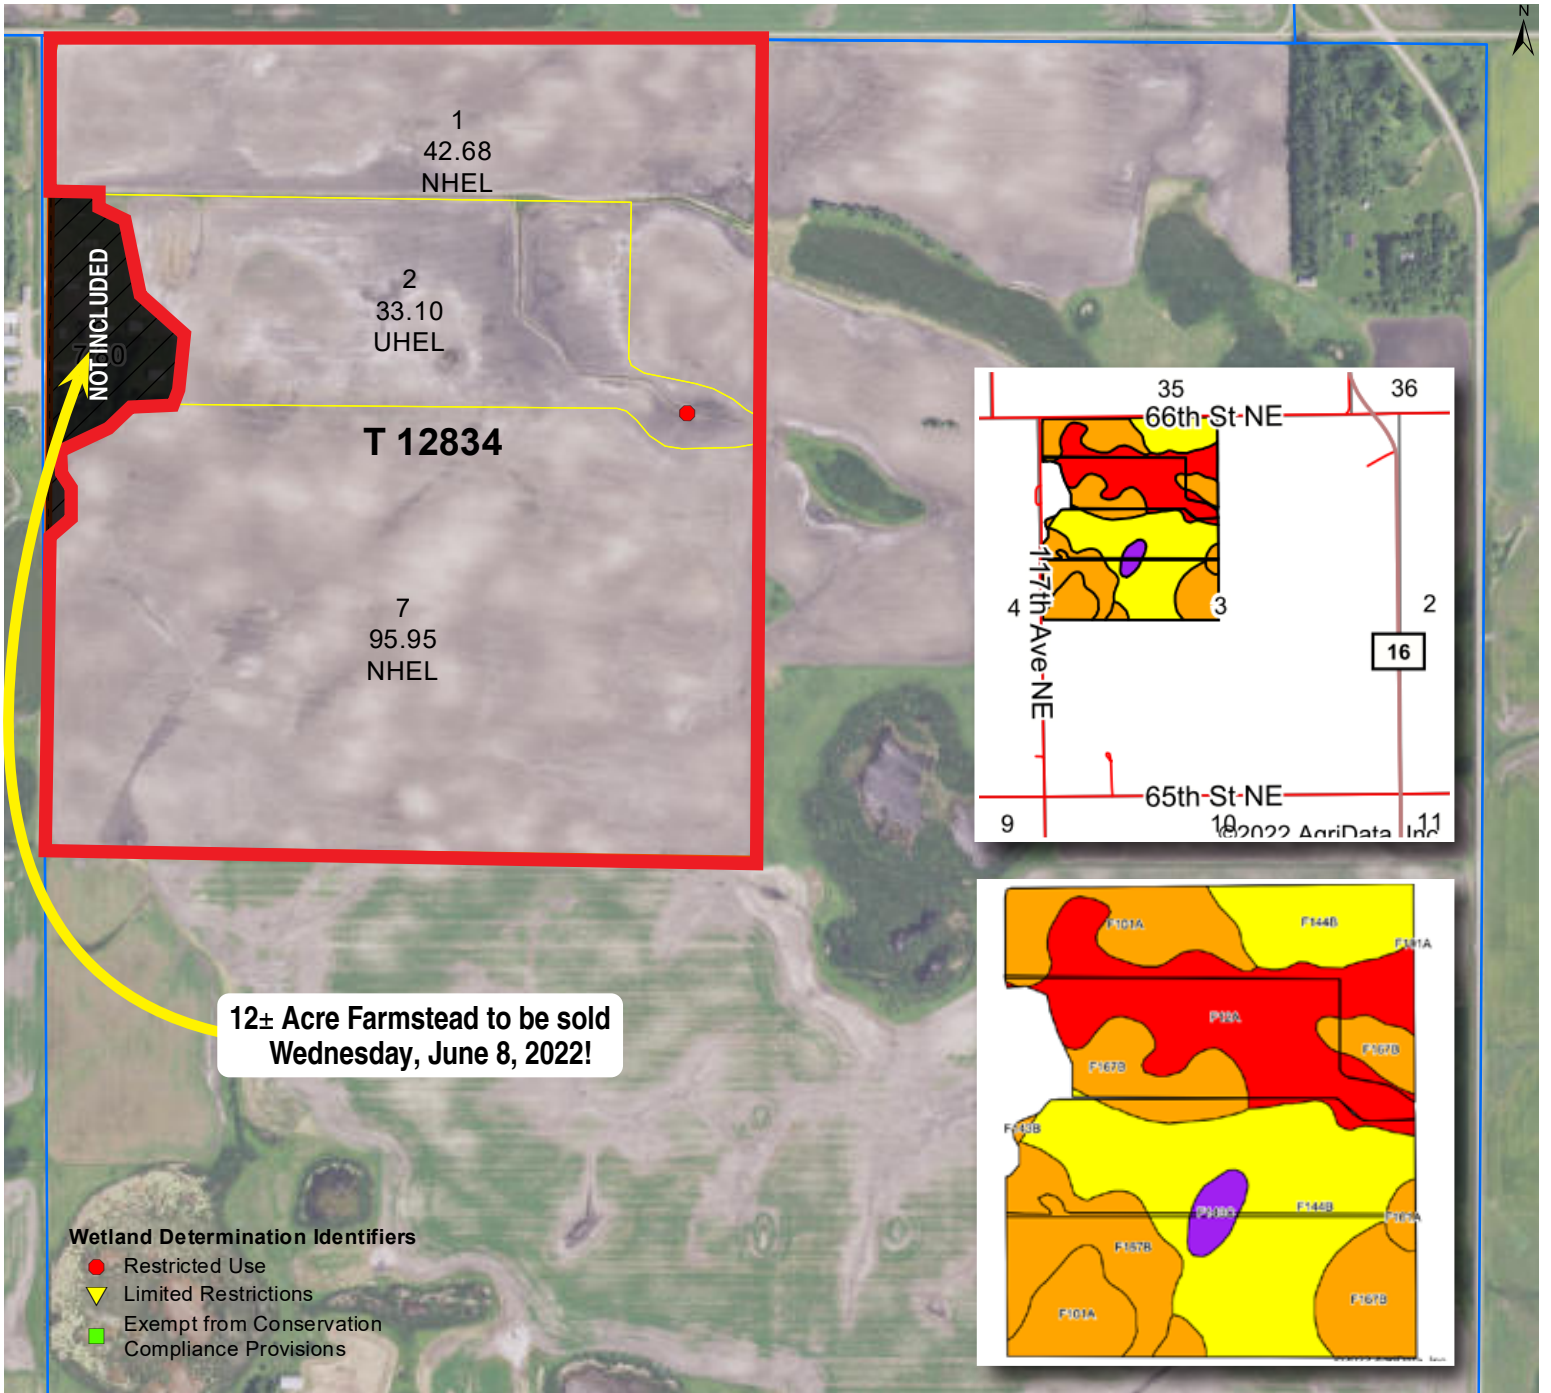 N
1
42.68
NHEL
2
33.10
UHEL
NOT INCLUDED
T 12834
7
95.95
NHEL
12± Acre Farmstead to be sold
Wednesday, June 8, 2022!
Wetland Determination Identifiers
Restricted Use
Limited Restrictions
Exempt from Conservation
Compliance Provisions
35
36
66th St NE
117th Ave NE
4
3
2
16
65th St NE
9
10
11
©2022 AgriData, Inc
F101A
F144B
F101A
F12A
F167B
F167B
F143B
F143C
F144B
F101A
F167B
F101A
F167B